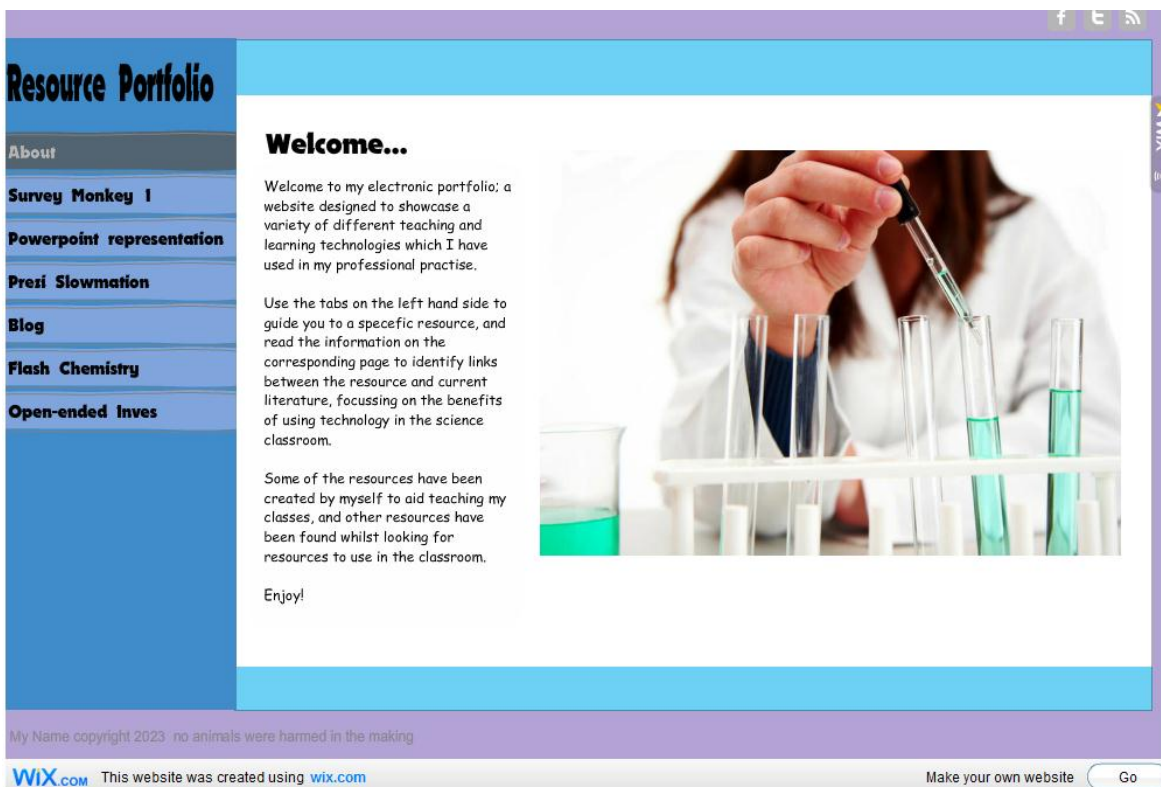 Resource Portfolio
About
Survey Monkey 1
Powerpoint representation
Prezi Slowmation
Blog
Flash Chemistry
Open-ended Inves
Welcome...
Welcome to my electronic portfolio; a
website designed to showcase a
variety of different teaching and
learning technologies which I have
used in my professional practise.
Use the tabs on the left hand side to
guide you to a specefic resource, and
read the information on the
corresponding page to identify links
between the resource and current
literature, focussing on the benefits
of using technology in the science
classroom.
Some of the resources have been
created by myself to aid teaching my
classes, and other resources have
been found whilst looking for
resources to use in the classroom.
Enjoy!
My Name copyright 2023 no animals were harmed in the making
WiX.COM This website was created using wix.com
Make your own website Go